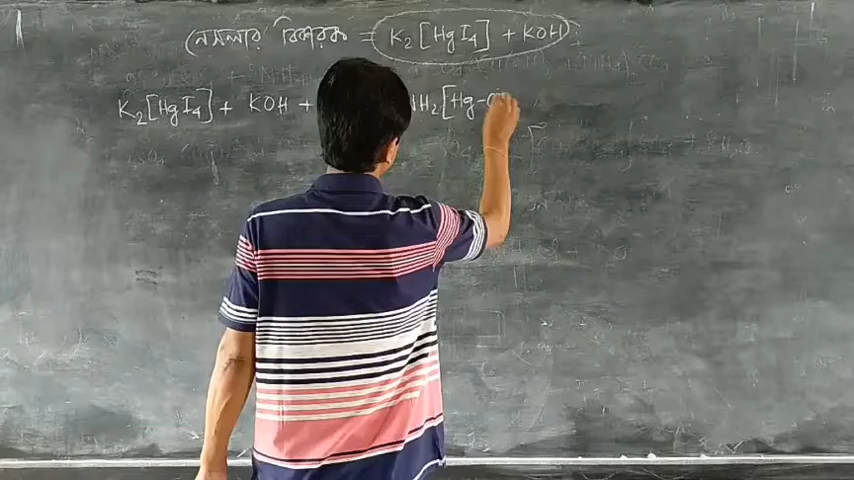 নেসলার বিকারক = K₂[HgI₄] + KOH
K₂[HgI₄] + KOH + NH₂[Hg-O